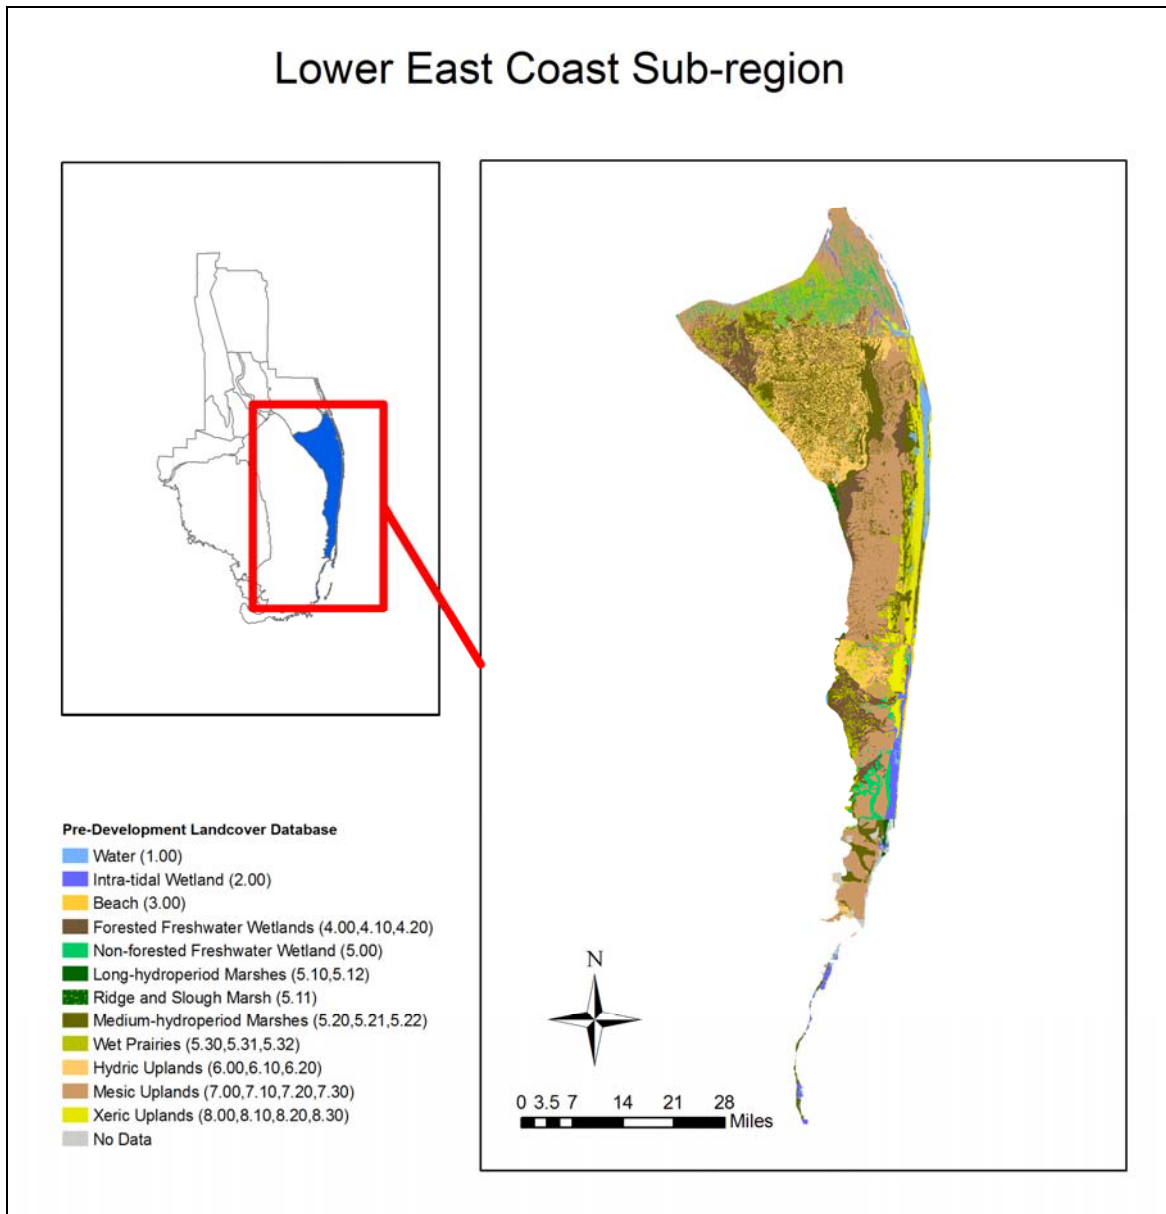 Lower East Coast Sub-region
Pre-Development Landcover Database
Water (1.00)
Intra-tidal Wetland (2.00)
Beach (3.00)
Forested Freshwater Wetlands (4.00,4.10,4.20)
Non-forested Freshwater Wetland (5.00)
Long-hydroperiod Marshes (5.10,5.12)
Ridge and Slough Marsh (5.11)
Medium-hydroperiod Marshes (5.20,5.21,5.22)
Wet Prairies (5.30,5.31,5.32)
Hydric Uplands (6.00,6.10,6.20)
Mesic Uplands (7.00,7.10,7.20,7.30)
Xeric Uplands (8.00,8.10,8.20,8.30)
No Data
N
0 3.5 7 14 21 28
Miles